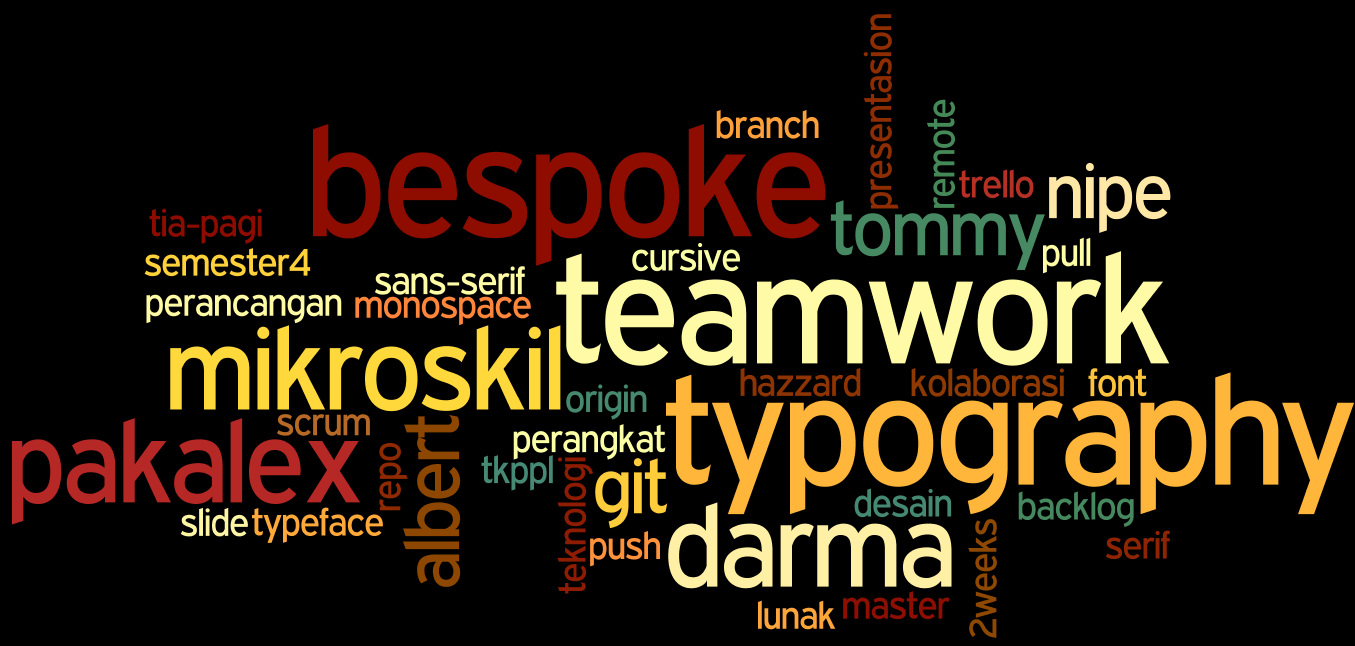 presentasion
branch
remote
bespoke
trello
nipe
tia-pagi
tommy
semester4
cursive
pull
sans-serif
teamwork
perancangan
monospace
mikroskil
hazzard
kolaborasi
font
origin
typography
scrum
pakalex
albert
perangkat
repo
tkppl
git
teknologi
desain
backlog
slide
typeface
push
darma
2weeks
serif
lunak
master